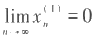 lim x_n^{(1)} = 0
n→∞